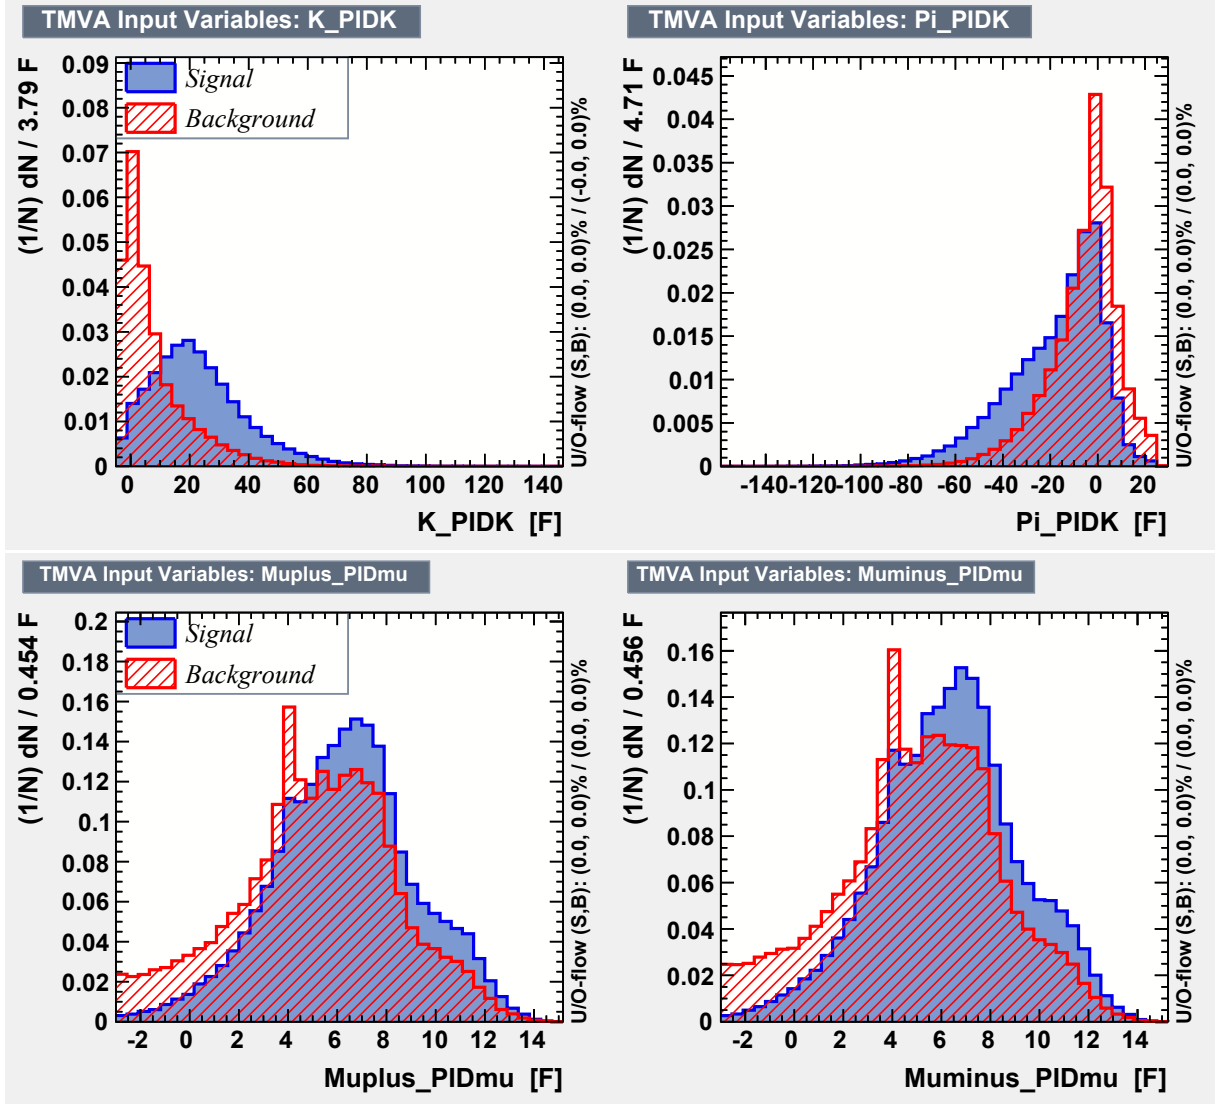 TMVA Input Variables: K_PIDK
(1/N) dN / 3.79 F
0.09
0.08
0.07
0.06
0.05
0.04
0.03
0.02
0.01
0
Signal
Background
U/O-flow (S,B): (0.0, 0.0)% / (-0.0, 0.0)%
0 20 40 60 80 100 120 140
K_PIDK [F]
TMVA Input Variables: Pi_PIDK
(1/N) dN / 4.71 F
0.045
0.04
0.035
0.03
0.025
0.02
0.015
0.01
0.005
0
U/O-flow (S,B): (0.0, 0.0)% / (0.0, 0.0)%
-140 -120 -100 -80 -60 -40 -20 0 20
Pi_PIDK [F]
TMVA Input Variables: Muplus_PIDmu
(1/N) dN / 0.454 F
0.2
0.18
0.16
0.14
0.12
0.1
0.08
0.06
0.04
0.02
0
Signal
Background
U/O-flow (S,B): (0.0, 0.0)% / (0.0, 0.0)%
-2 0 2 4 6 8 10 12 14
Muplus_PIDmu [F]
TMVA Input Variables: Muminus_PIDmu
(1/N) dN / 0.456 F
0.16
0.14
0.12
0.1
0.08
0.06
0.04
0.02
0
U/O-flow (S,B): (0.0, 0.0)% / (0.0, 0.0)%
-2 0 2 4 6 8 10 12 14
Muminus_PIDmu [F]